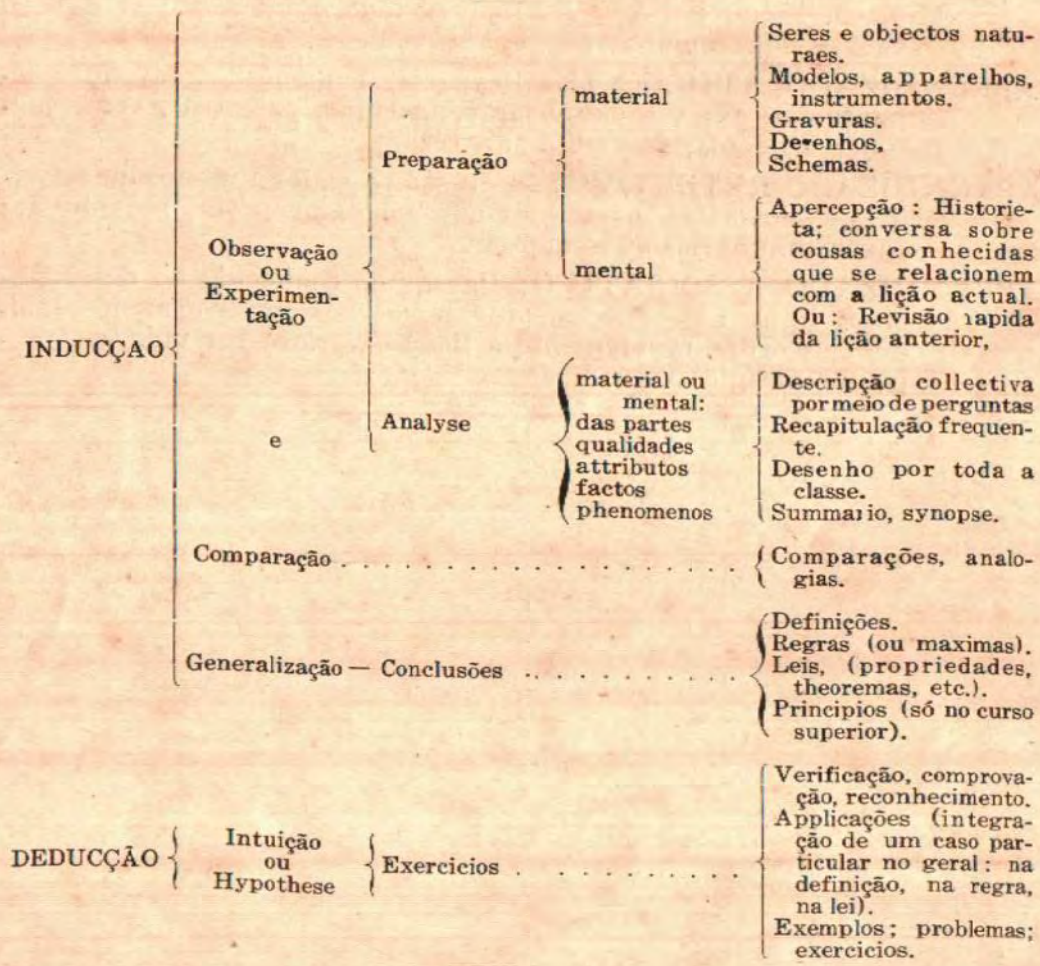 INDUCÇAO
Observação
ou
Experimen-
tação
e
Preparação
material
Seres e objectos natu-
raes.
Modelos, apparelhos,
instrumentos.
Gravuras.
Desenhos,
Schemas.
mental
Apercepção : Historie-
ta; conversa sobre
cousas conhecidas
que se relacionem
com a lição actual.
Ou : Revisão rapida
da lição anterior,
Analyse
material ou
mental:
das partes
qualidades
attributos
factos
phenomenos
Descripção collectiva
por meio de perguntas
Recapitulação frequen-
te.
Desenho por toda a
classe.
Summario, synopse.
Comparação . . . . . . . . . . . . . . . . . . .
Comparações, analo-
gias.
Generalização — Conclusões . . . . . . . . . . .
Definições.
Regras (ou maximas).
Leis, (propriedades,
theoremas, etc.).
Principios (só no curso
superior).
DEDUCÇÃO
Intuição
ou
Hypothese
Exercicios . . . . . . . . . . .
Verificação, comprova-
ção, reconhecimento.
Applicações (integra-
ção de um caso par-
ticular no geral : na
definição, na regra,
na lei).
Exemplos ; problemas;
exercicios.